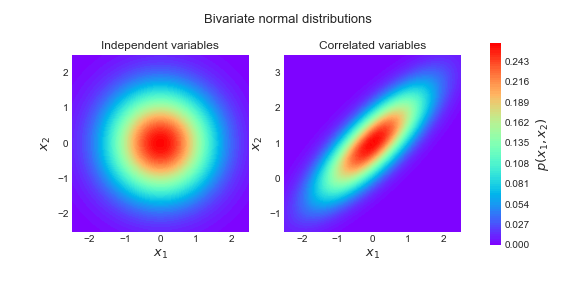 Bivariate normal distributions
Independent variables
2
1
0
−1
−2
x₂
−2 −1 0 1 2
x₁
Correlated variables
3
2
1
0
−1
x₂
−2 −1 0 1 2
x₁
0.243
0.216
0.189
0.162
0.135
0.108
0.081
0.054
0.027
0.000
p(x₁, x₂)